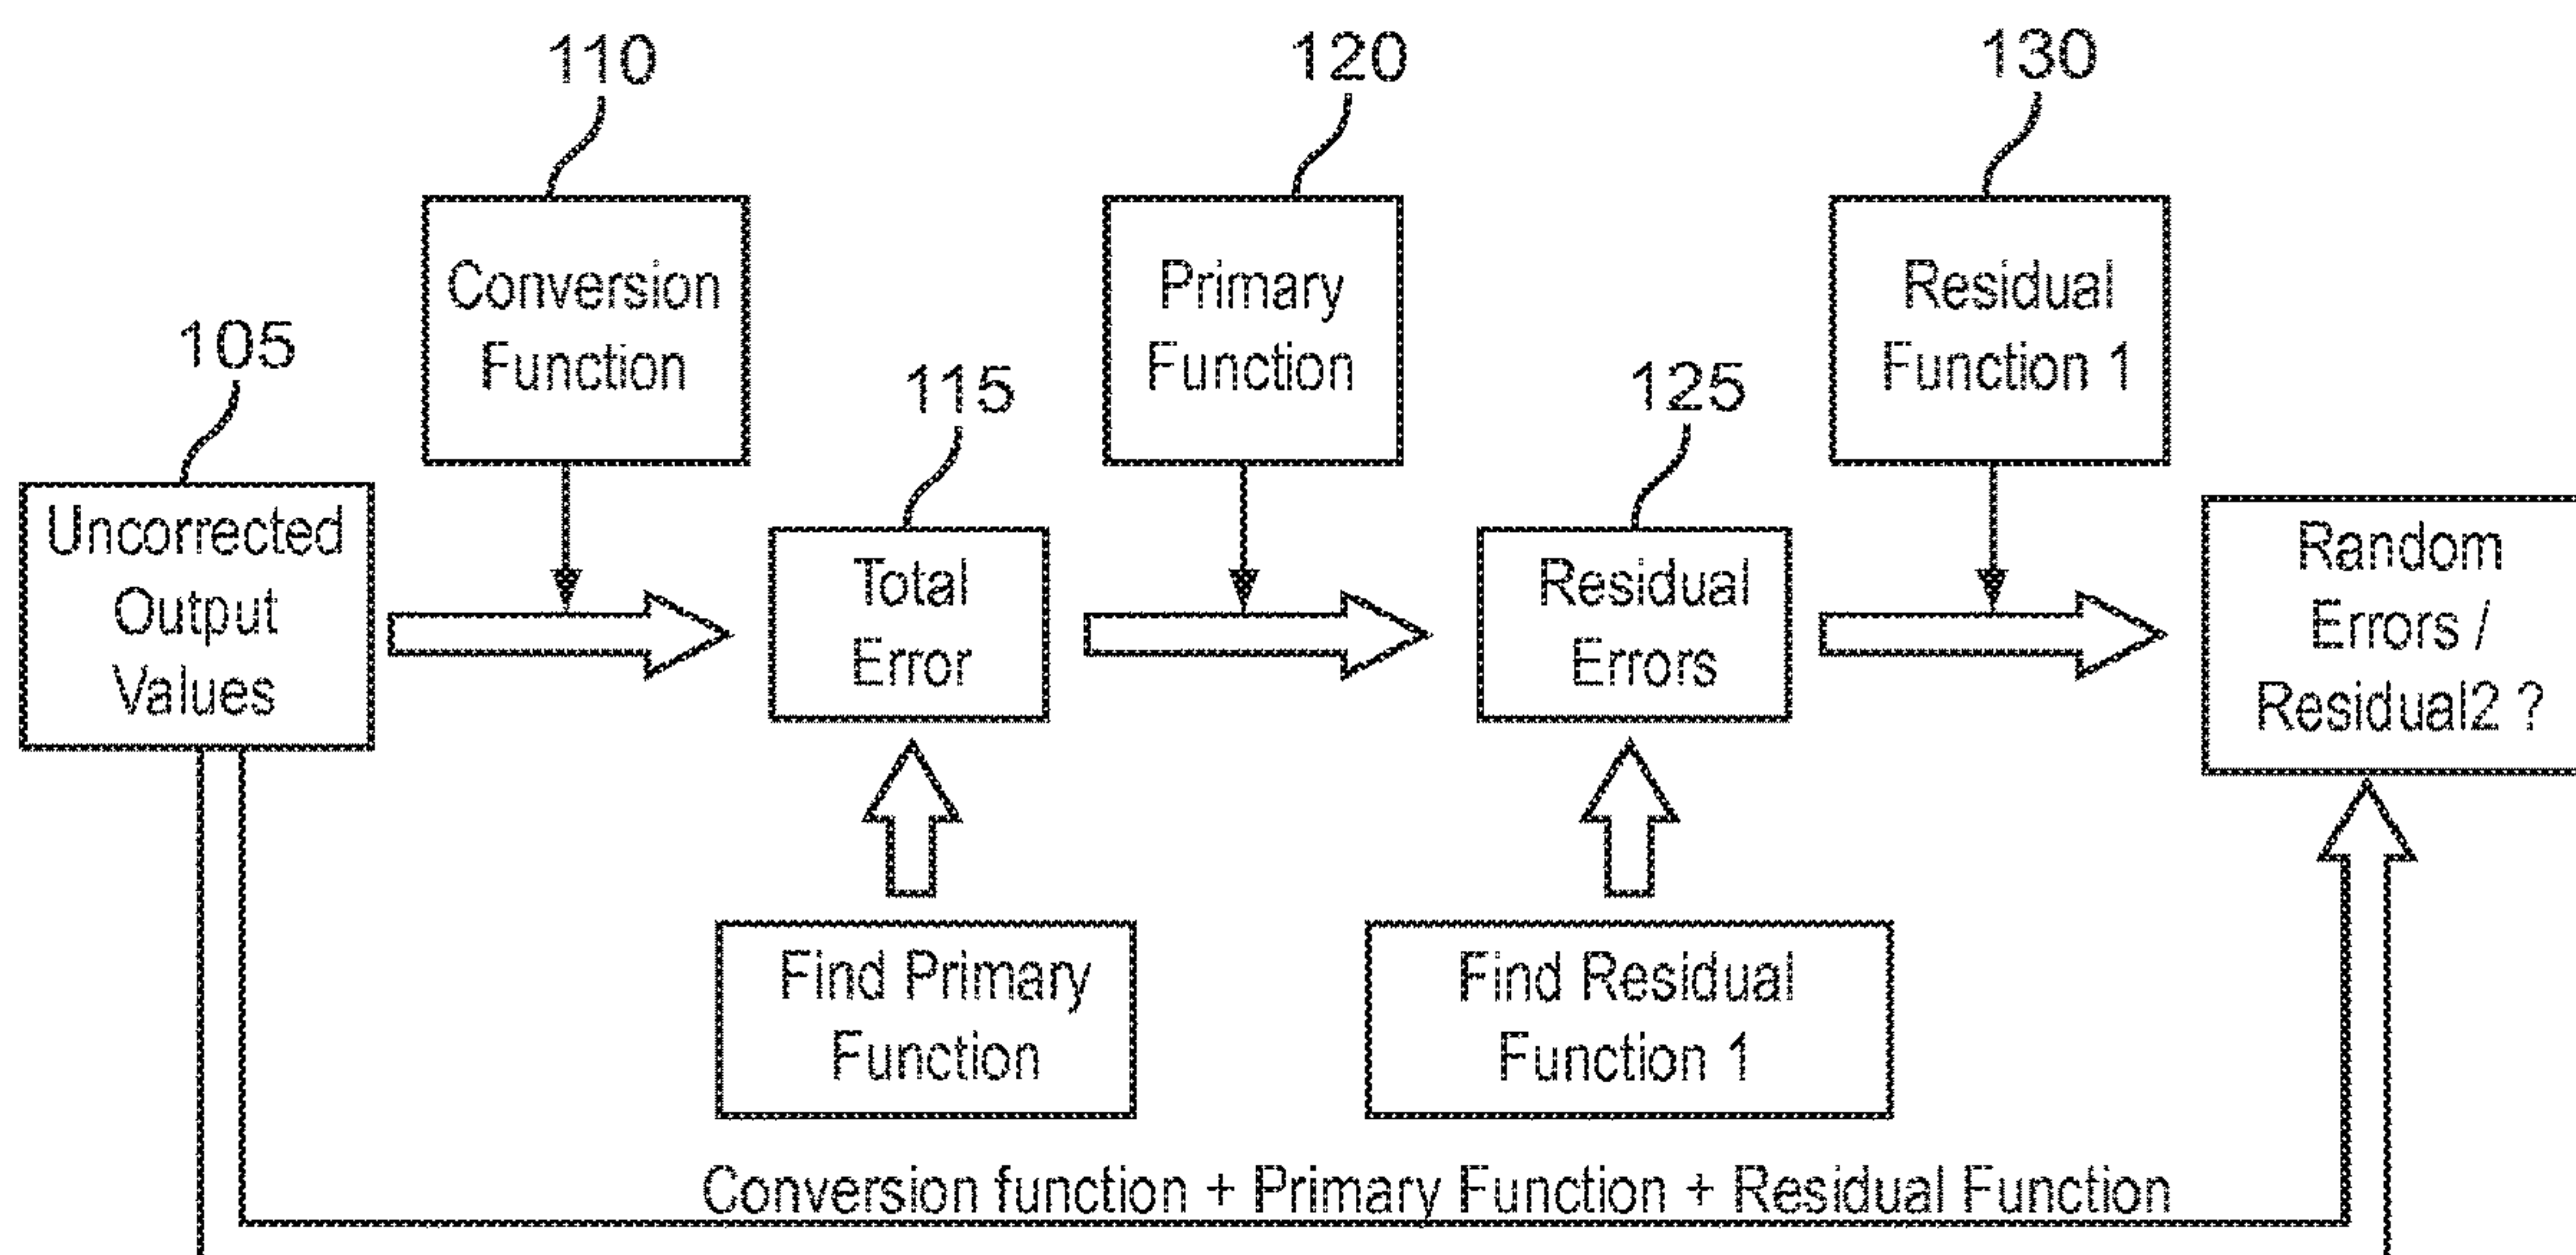 110
120
130
Conversion
Function
Primary
Function
Residual
Function 1
105
115
125
Uncorrected
Output
Values
Total
Error
Residual
Errors
Random
Errors /
Residual2 ?
Find Primary
Function
Find Residual
Function 1
Conversion function + Primary Function + Residual Function